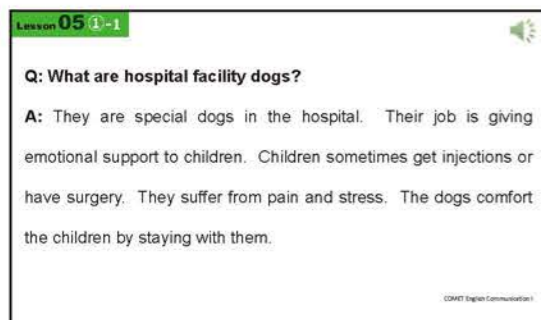 Lesson 05 ①-1
Q: What are hospital facility dogs?
A: They are special dogs in the hospital. Their job is giving
emotional support to children. Children sometimes get injections or
have surgery. They suffer from pain and stress. The dogs comfort
the children by staying with them.
COMET English Communication I